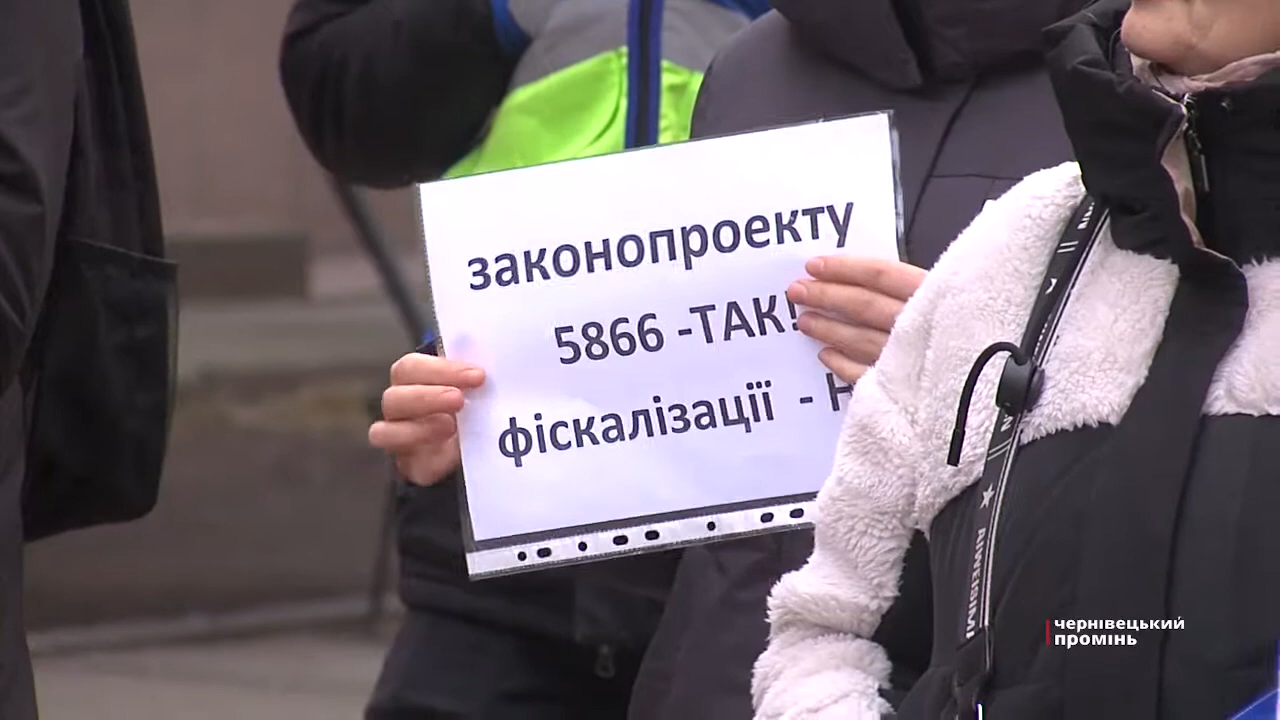 законопроекту
5866 -ТАК!
фіскалізації - Н
чернівецький
промінь